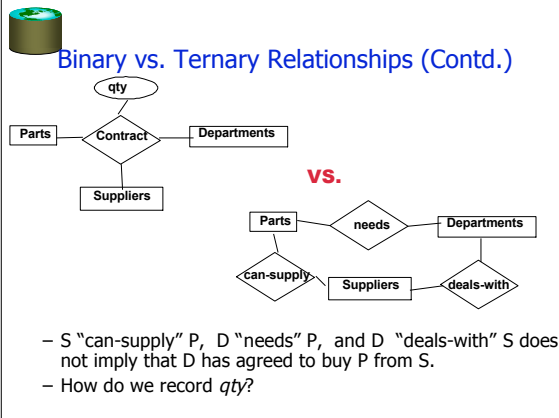 Binary vs. Ternary Relationships (Contd.)
qty
Parts
Contract
Departments
Suppliers
vs.
Parts
needs
Departments
can-supply
Suppliers
deals-with
– S “can-supply” P, D “needs” P, and D “deals-with” S does
not imply that D has agreed to buy P from S.
– How do we record qty?